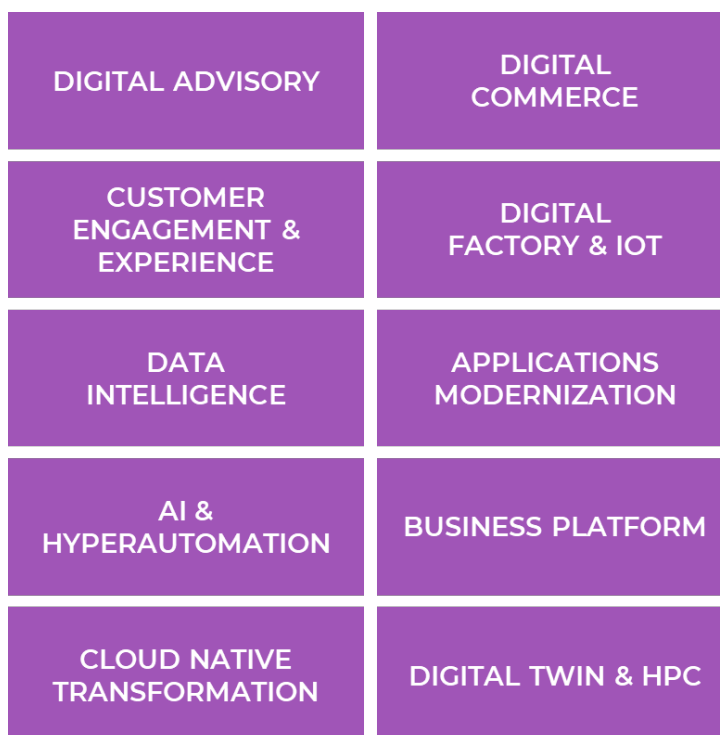 DIGITAL ADVISORY
DIGITAL
COMMERCE
CUSTOMER
ENGAGEMENT &
EXPERIENCE
DIGITAL
FACTORY & IOT
DATA
INTELLIGENCE
APPLICATIONS
MODERNIZATION
AI &
HYPERAUTOMATION
BUSINESS PLATFORM
CLOUD NATIVE
TRANSFORMATION
DIGITAL TWIN & HPC